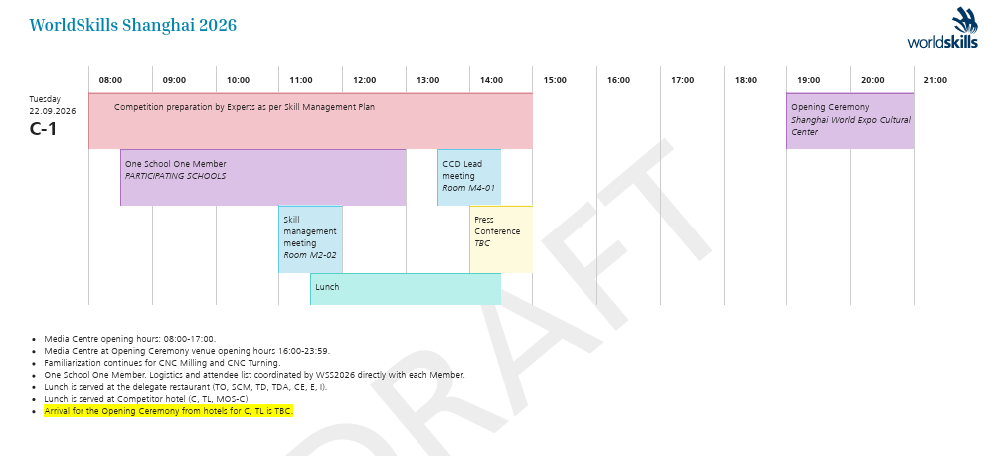 WorldSkills Shanghai 2026
worldskills
08:00 09:00 10:00 11:00 12:00 13:00 14:00 15:00 16:00 17:00 18:00 19:00 20:00 21:00
Tuesday
22.09.2026
C-1
Competition preparation by Experts as per Skill Management Plan
Opening Ceremony
Shanghai World Expo Cultural
Center
One School One Member
PARTICIPATING SCHOOLS
CCD Lead
meeting
Room M4-01
Skill
management
meeting
Room M2-02
Press
Conference
TBC
Lunch
• Media Centre opening hours: 08:00-17:00.
• Media Centre at Opening Ceremony venue opening hours 16:00-23:59.
• Familiarization continues for CNC Milling and CNC Turning.
• One School One Member. Logistics and attendee list coordinated by WSS2026 directly with each Member.
• Lunch is served at the delegate restaurant (TO, SCM, TD, TDA, CE, E, I).
• Lunch is served at Competitor hotel (C, TL, MOS-C)
• Arrival for the Opening Ceremony from hotels for C, TL is TBC.
DRAFT